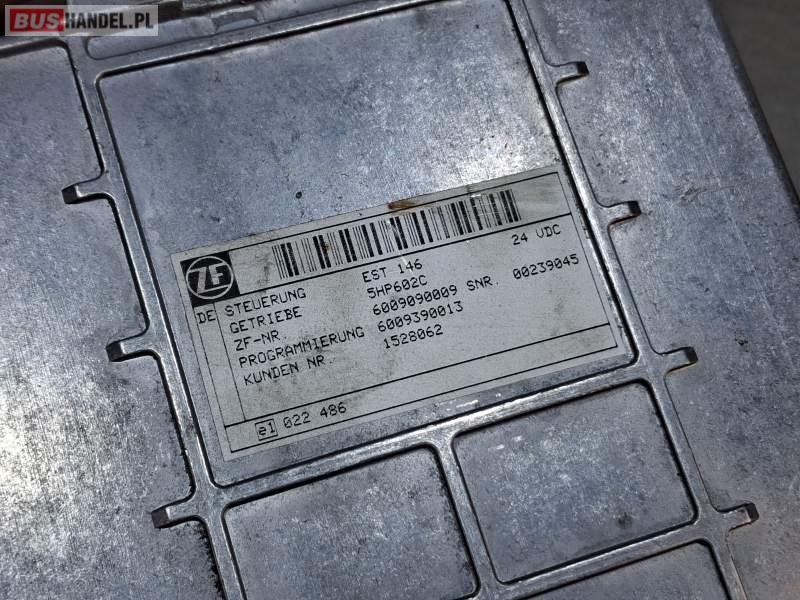 BUSHANDEL.PL
ZF
DE STEUERUNG EST 146 24 VDC
GETRIEBE 5HP602C
ZF-NR. 6009090009 SNR. 00239045
PROGRAMMIERUNG 6009390013
KUNDEN NR. 1528062
e1 022 486